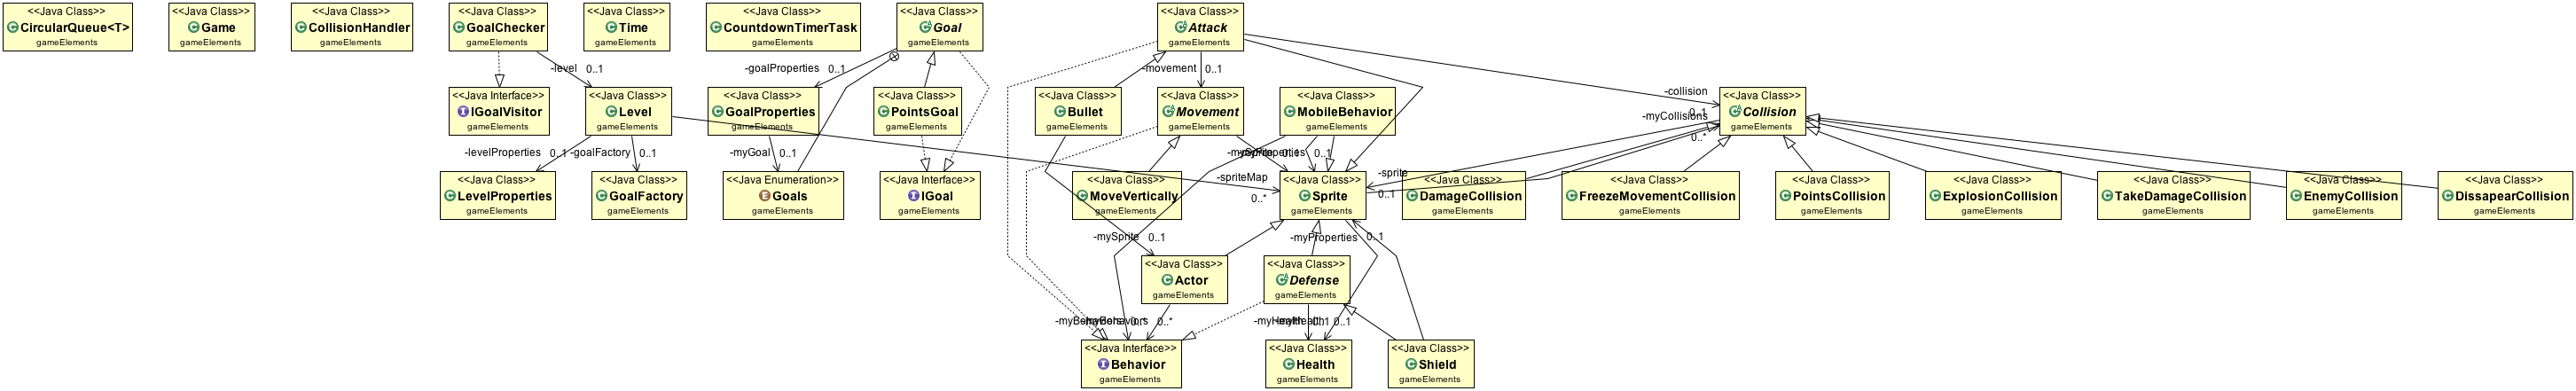 <<Java Class>>
CircularQueue<T>
gameElements
<<Java Class>>
Game
gameElements
<<Java Class>>
CollisionHandler
gameElements
<<Java Class>>
GoalChecker
gameElements
<<Java Class>>
Time
gameElements
<<Java Class>>
CountdownTimerTask
gameElements
<<Java Class>>
Goal
gameElements
<<Java Class>>
Attack
gameElements
-level 0..1
-goalProperties 0..1
-movement 0..1
-collision
0..1
<<Java Interface>>
IGoalVisitor
gameElements
<<Java Class>>
Level
gameElements
<<Java Class>>
GoalProperties
gameElements
<<Java Class>>
PointsGoal
gameElements
<<Java Class>>
Bullet
gameElements
<<Java Class>>
Movement
gameElements
<<Java Class>>
MobileBehavior
gameElements
-myCollisions
0..*
<<Java Class>>
Collision
gameElements
-levelProperties 0..1
-goalFactory 0..1
-myGoal 0..1
-mySprite 0..1
0..1
-spriteMap
0..*
-sprite
0..1
<<Java Class>>
LevelProperties
gameElements
<<Java Class>>
GoalFactory
gameElements
<<Java Enumeration>>
Goals
gameElements
<<Java Interface>>
IGoal
gameElements
<<Java Class>>
MoveVertically
gameElements
<<Java Class>>
Sprite
gameElements
<<Java Class>>
DamageCollision
gameElements
<<Java Class>>
FreezeMovementCollision
gameElements
<<Java Class>>
PointsCollision
gameElements
<<Java Class>>
ExplosionCollision
gameElements
<<Java Class>>
TakeDamageCollision
gameElements
<<Java Class>>
EnemyCollision
gameElements
<<Java Class>>
DissapearCollision
gameElements
-mySprite 0..1
-myProperties 0..1
<<Java Class>>
Actor
gameElements
<<Java Class>>
Defense
gameElements
-myBehaviors 0..*
0..*
-myHealth 0..1
0..1
<<Java Interface>>
Behavior
gameElements
<<Java Class>>
Health
gameElements
<<Java Class>>
Shield
gameElements